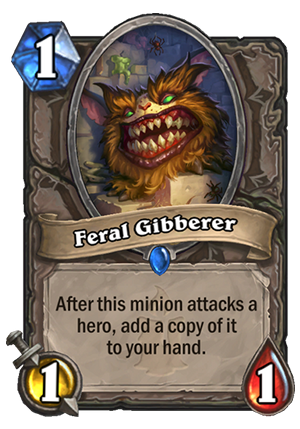 1
Feral Gibberer
After this minion attacks a
hero, add a copy of it
to your hand.
1
1